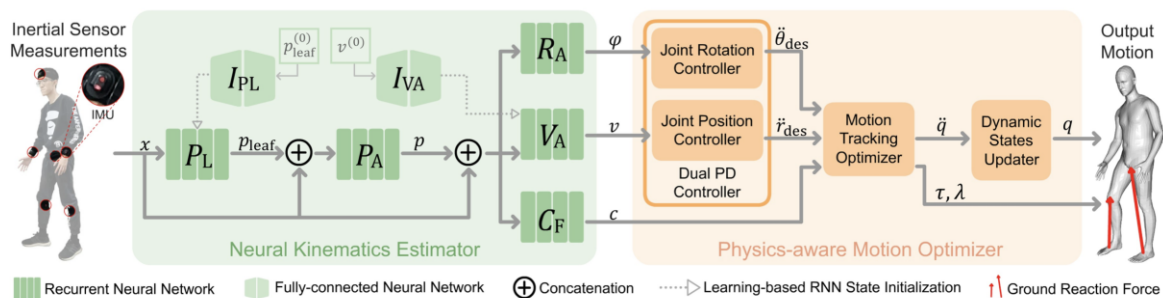 Inertial Sensor
Measurements
IMU
x
P_L
p_leaf
I_PL
p_leaf^(0)
v^(0)
I_VA
P_A
p
R_A
V_A
C_F
φ
v
c
Neural Kinematics Estimator
Joint Rotation
Controller
Joint Position
Controller
Dual PD
Controller
θ̈_des
r̈_des
Motion
Tracking
Optimizer
q̈
τ, λ
Dynamic
States
Updater
q
Physics-aware Motion Optimizer
Output
Motion
Recurrent Neural Network
Fully-connected Neural Network
Concatenation
Learning-based RNN State Initialization
Ground Reaction Force